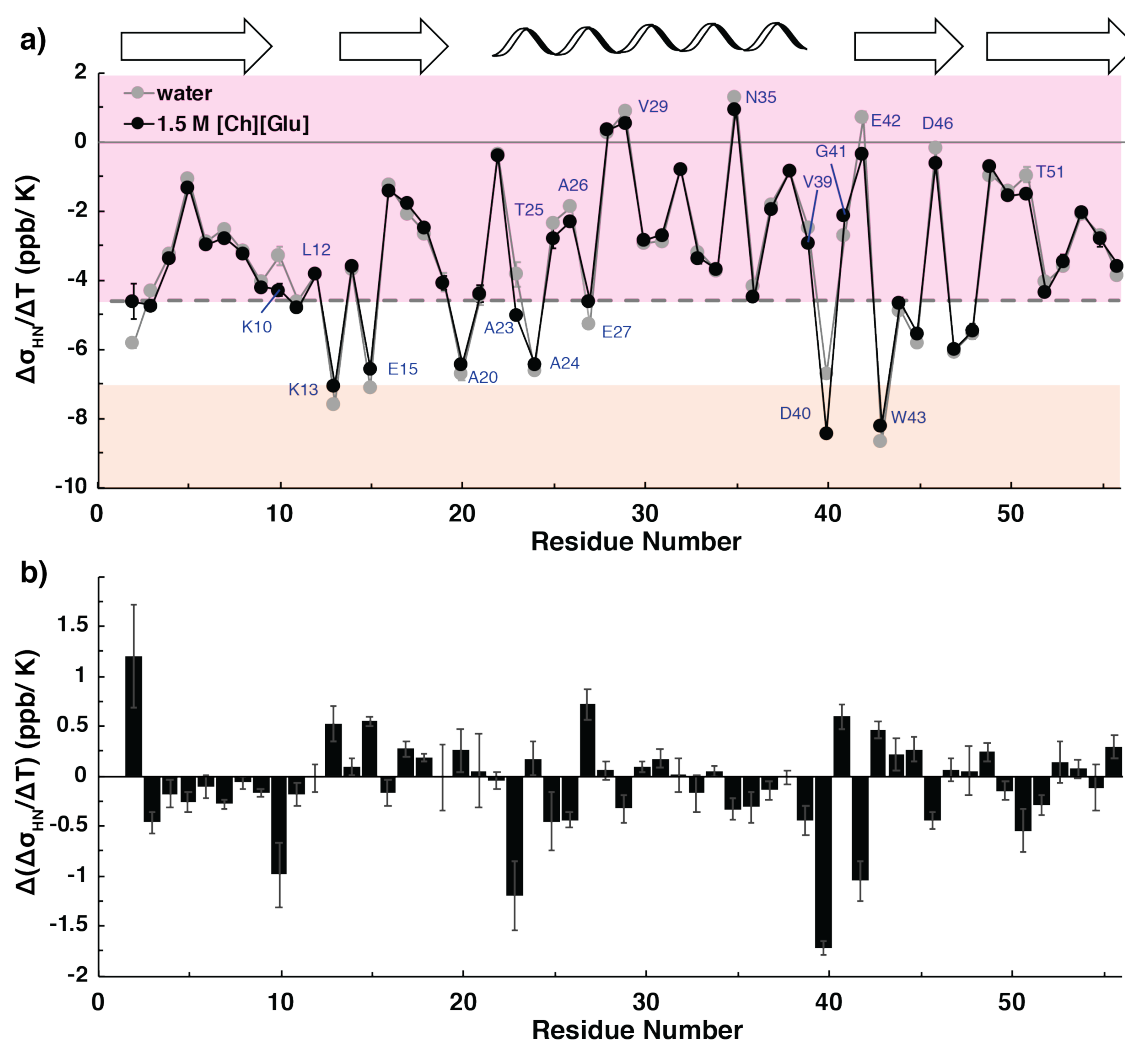 a)
2
0
-2
-4
-6
-8
-10
ΔσHN/ΔT (ppb/ K)
water
1.5 M [Ch][Glu]
V29
N35
E42
D46
G41
A26
T25
V39
T51
L12
K10
A23
E27
K13
E15
A20
A24
D40
W43
0 10 20 30 40 50
Residue Number
b)
1.5
1
0.5
0
-0.5
-1
-1.5
-2
Δ(ΔσHN/ΔT) (ppb/ K)
0 10 20 30 40 50
Residue Number